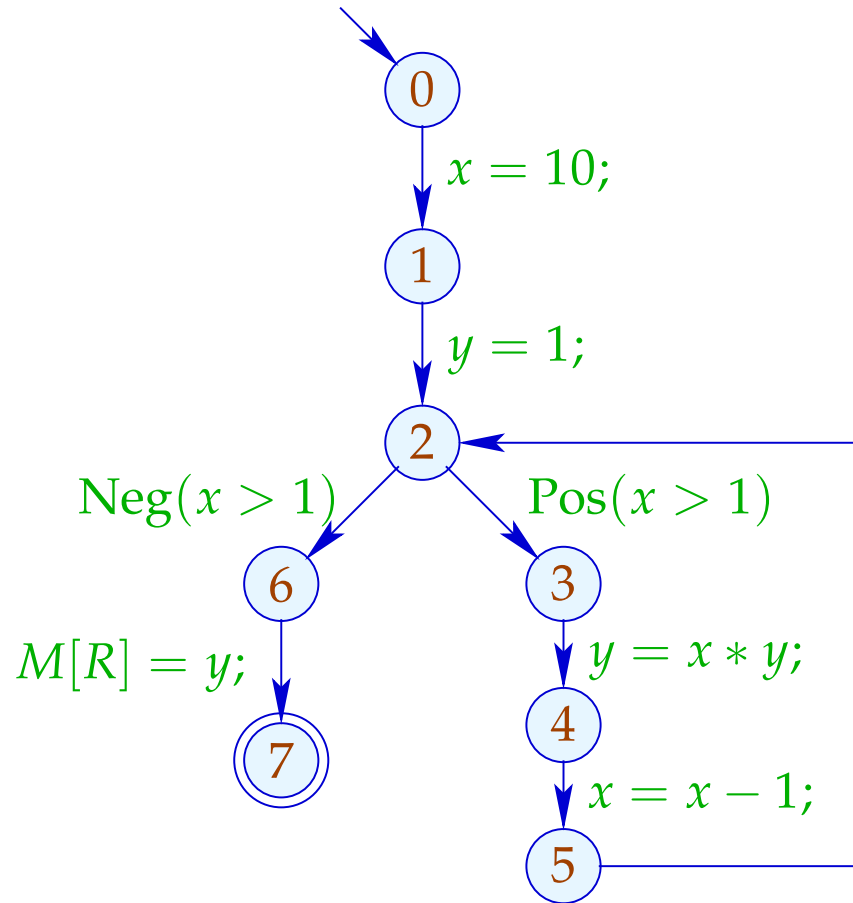 0
x = 10;
1
y = 1;
2
Neg(x > 1)
Pos(x > 1)
6
3
M[R] = y;
y = x ∗ y;
7
4
x = x − 1;
5